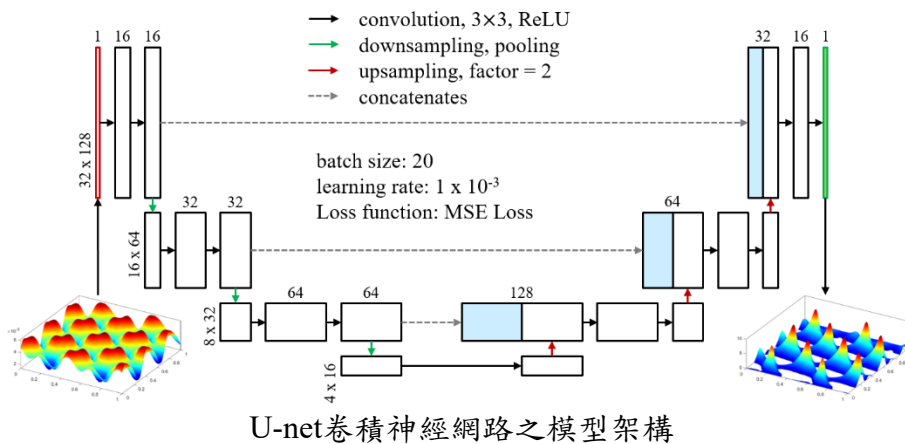 convolution, 3×3, ReLU
downsampling, pooling
upsampling, factor = 2
concatenates
batch size: 20
learning rate: 1 x 10⁻³
Loss function: MSE Loss
1 16 16
32 x 128
32 16 1
32 32
16 x 64
64
64 64
8 x 32
128
4 x 16
U-net卷積神經網路之模型架構